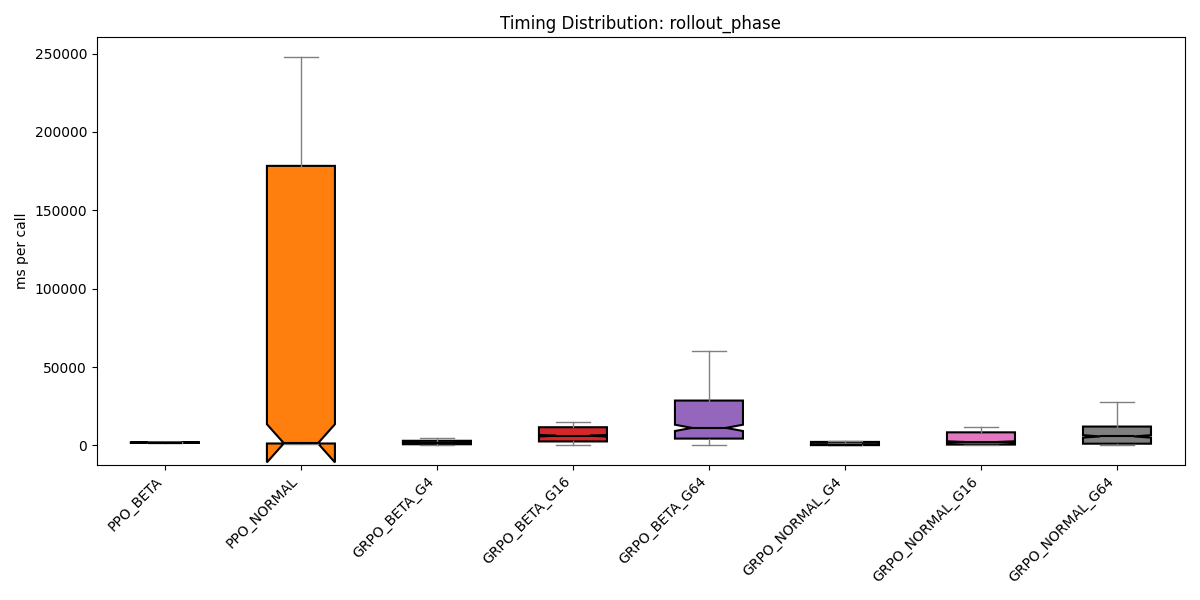 Timing Distribution: rollout_phase
250000
200000
150000
100000
50000
0
ms per call
PPO_BETA
PPO_NORMAL
GRPO_BETA_G4
GRPO_BETA_G16
GRPO_BETA_G64
GRPO_NORMAL_G4
GRPO_NORMAL_G16
GRPO_NORMAL_G64